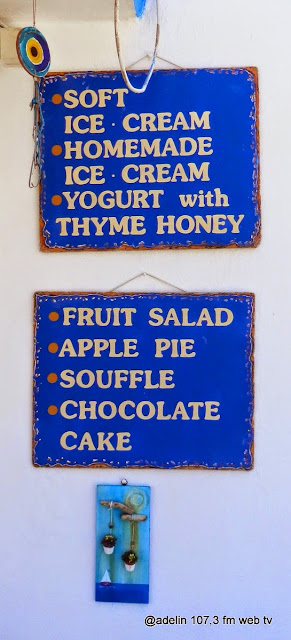 •SOFT
ICE · CREAM
•HOMEMADE
ICE · CREAM
•YOGURT with
THYME HONEY
•FRUIT SALAD
•APPLE PIE
•SOUFFLE
•CHOCOLATE
CAKE
@adelin 107,3 fm web tv